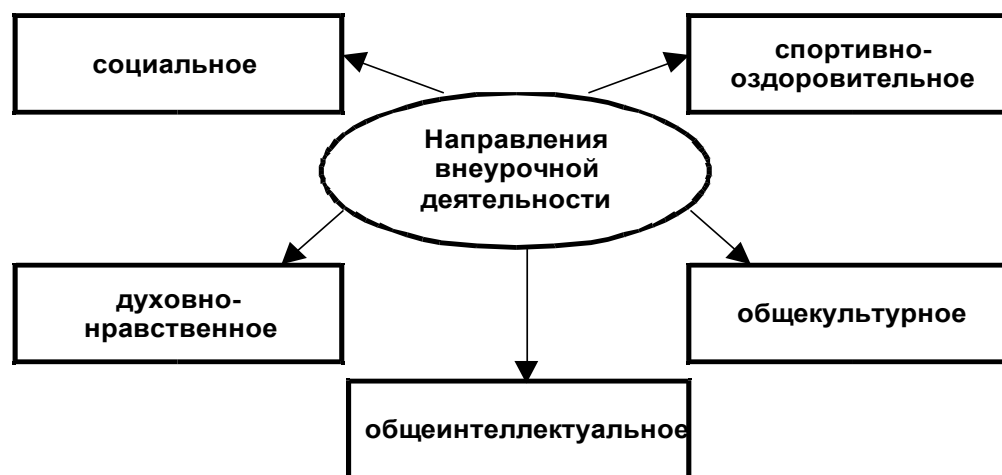 социальное
спортивно-
оздоровительное
Направления
внеурочной
деятельности
духовно-
нравственное
общекультурное
общеинтеллектуальное